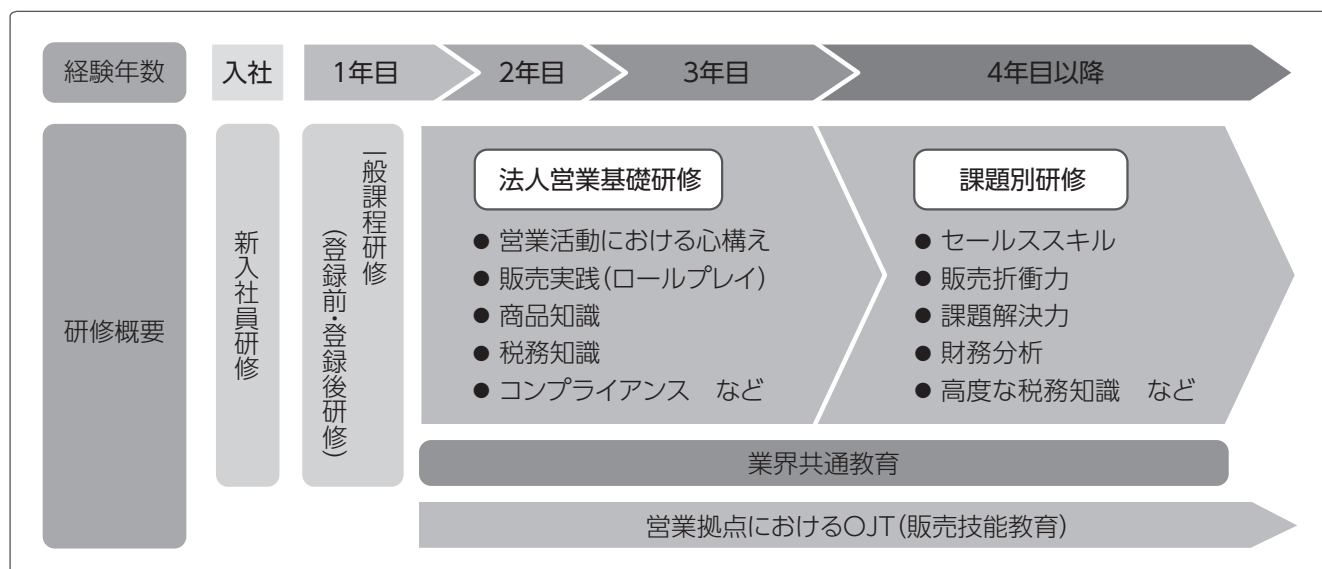 経験年数
入社
1年目
2年目
3年目
4年目以降
研修概要
新入社員研修
一般課程研修
(登録前・登録後研修)
法人営業基礎研修
● 営業活動における心構え
● 販売実践(ロールプレイ)
● 商品知識
● 税務知識
● コンプライアンス　など
課題別研修
● セールススキル
● 販売折衝力
● 課題解決力
● 財務分析
● 高度な税務知識　など
業界共通教育
営業拠点におけるOJT(販売技能教育)